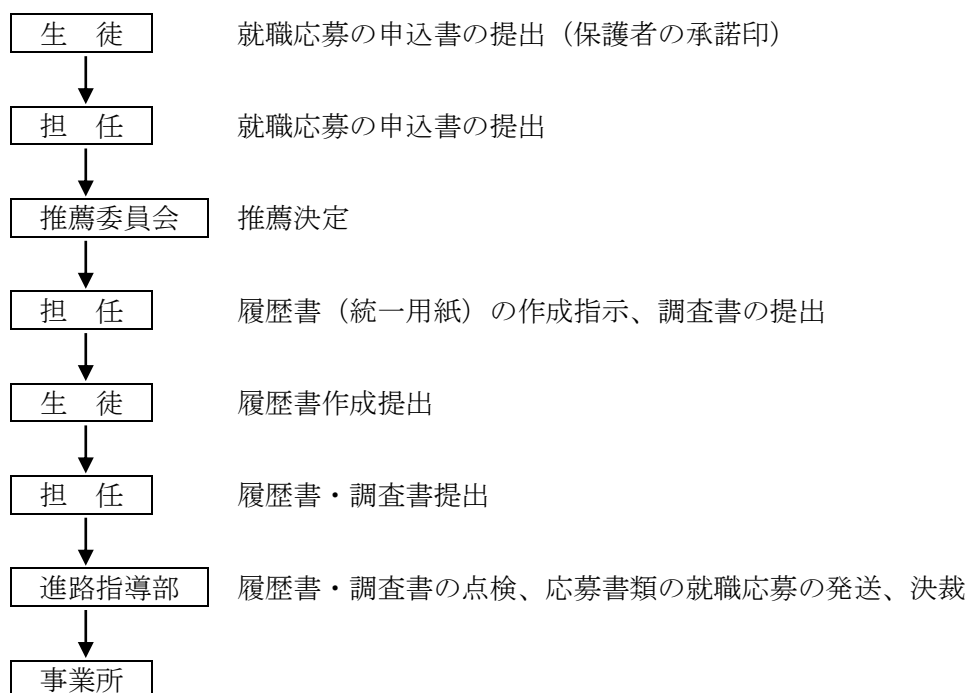 生　徒　就職応募の申込書の提出（保護者の承諾印）
担　任　就職応募の申込書の提出
推薦委員会　推薦決定
担　任　履歴書（統一用紙）の作成指示、調査書の提出
生　徒　履歴書作成提出
担　任　履歴書・調査書提出
進路指導部　履歴書・調査書の点検、応募書類の就職応募の発送、決裁
事業所